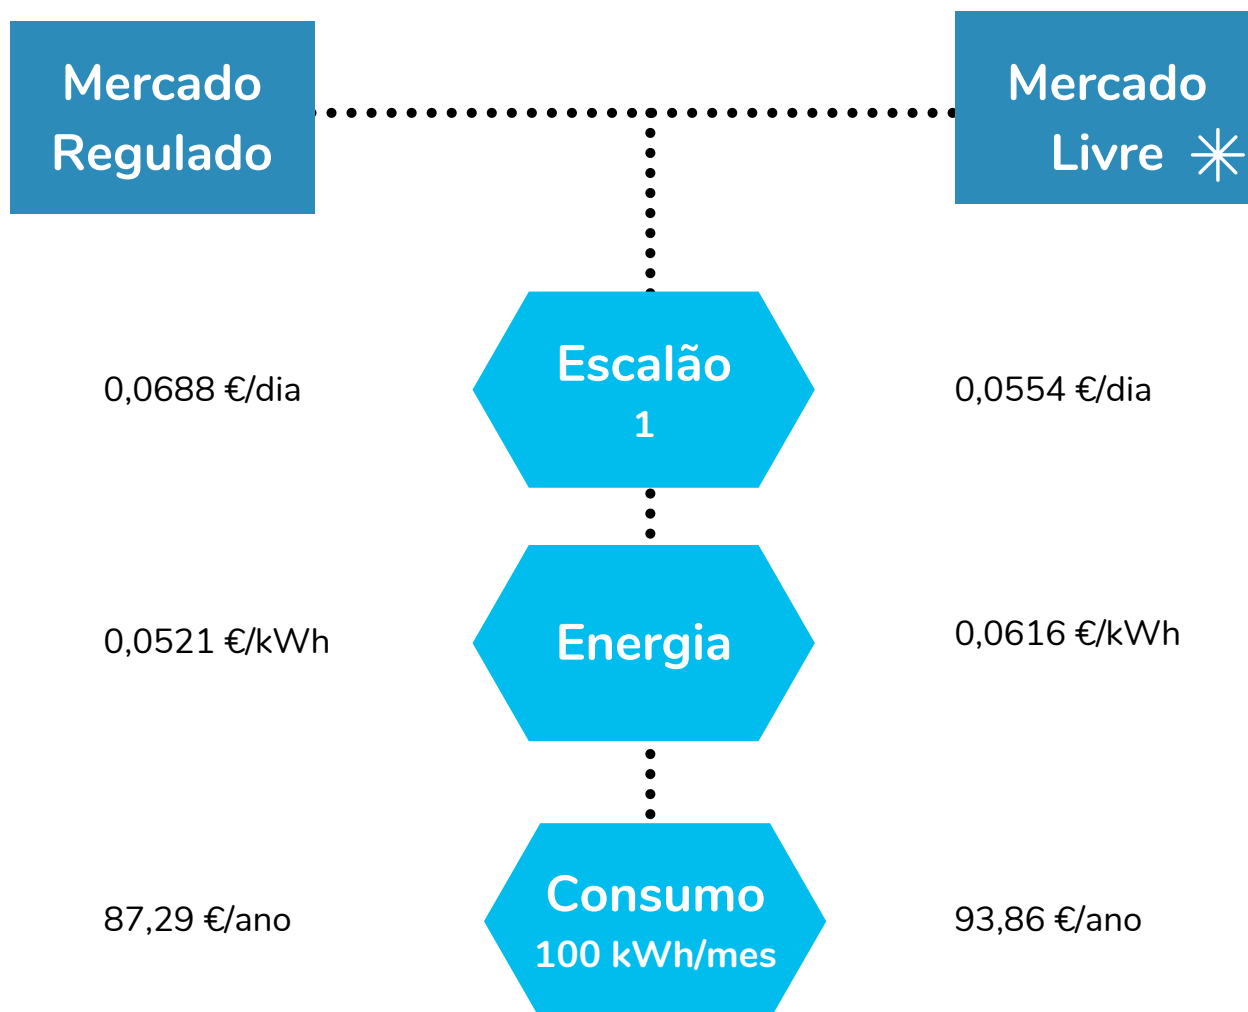 Mercado
Regulado
Mercado
Livre
Escalão
1
0,0688 €/dia
0,0554 €/dia
Energia
0,0521 €/kWh
0,0616 €/kWh
Consumo
100 kWh/mes
87,29 €/ano
93,86 €/ano